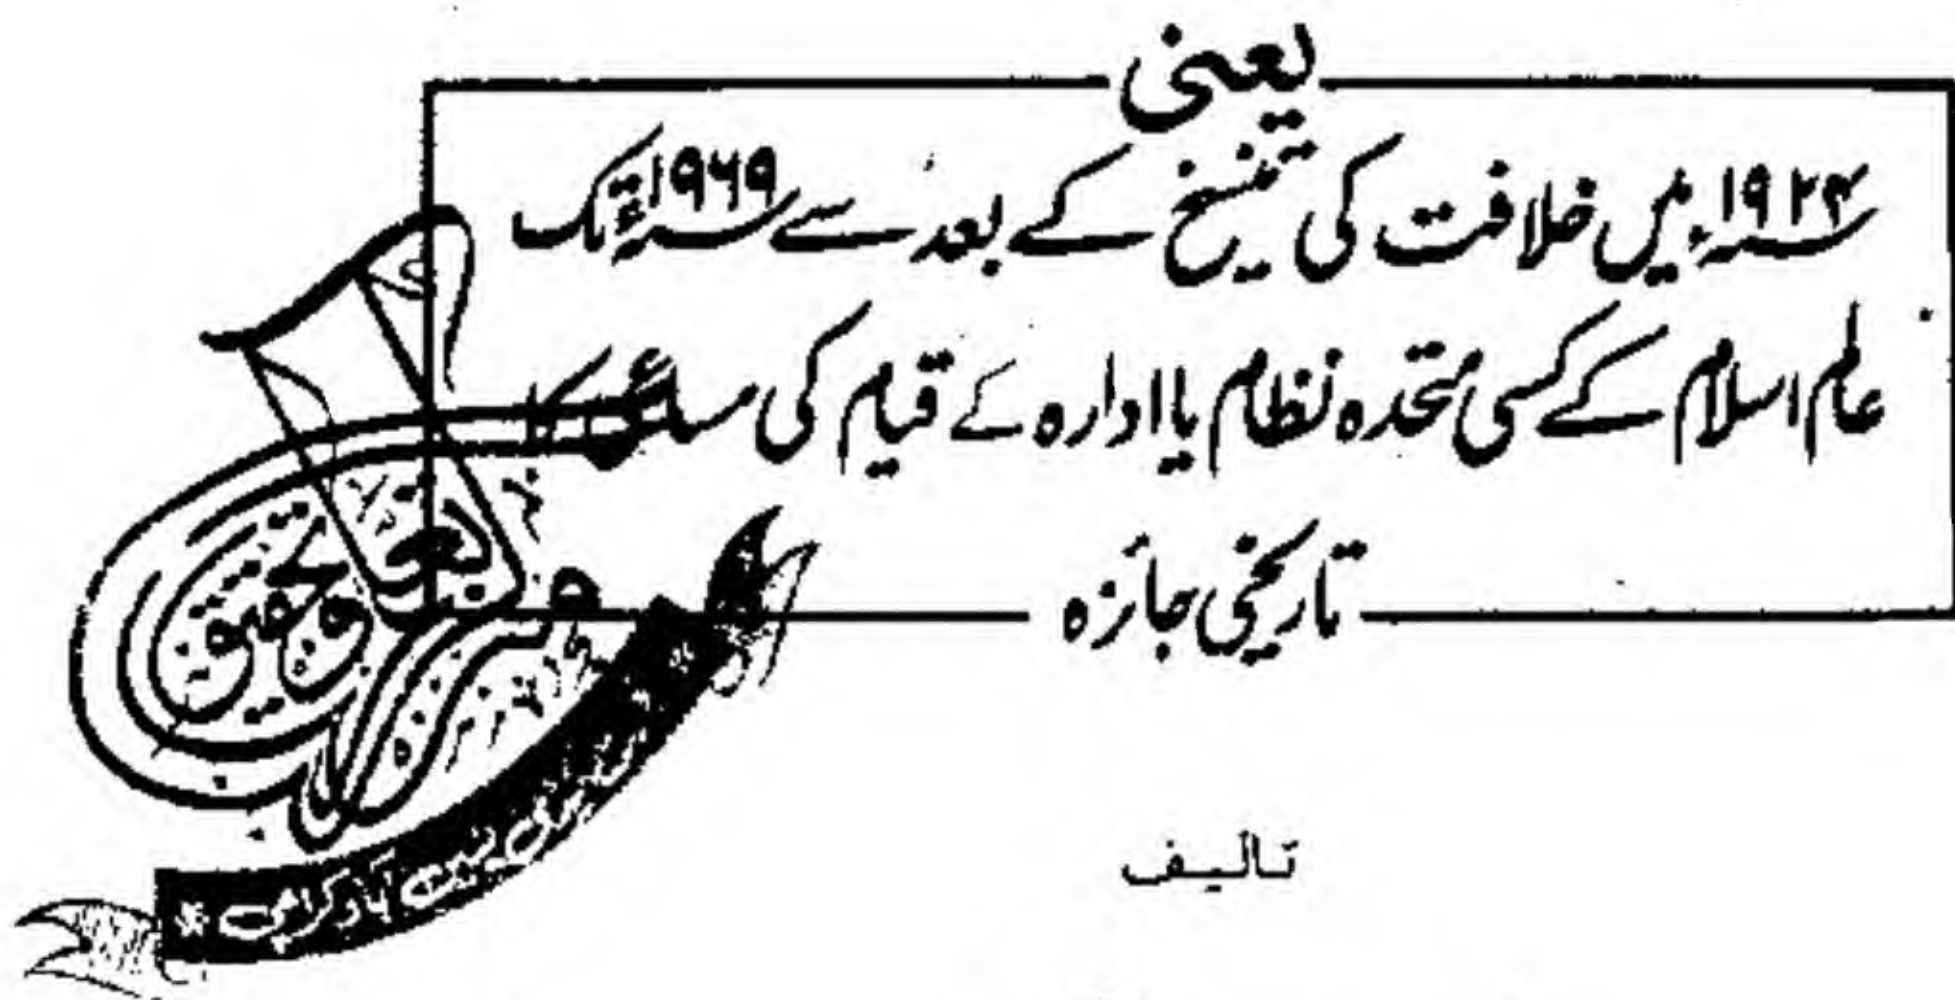 یعنی
۱۹۲۴ء میں خلافت کی تنسیخ کے بعد سے ۱۹۶۹ء تک
عالم اسلام کے کسی متحدہ نظام یا ادارہ کے قیام کی مساعی کا
تاریخی جائزہ
تالیف